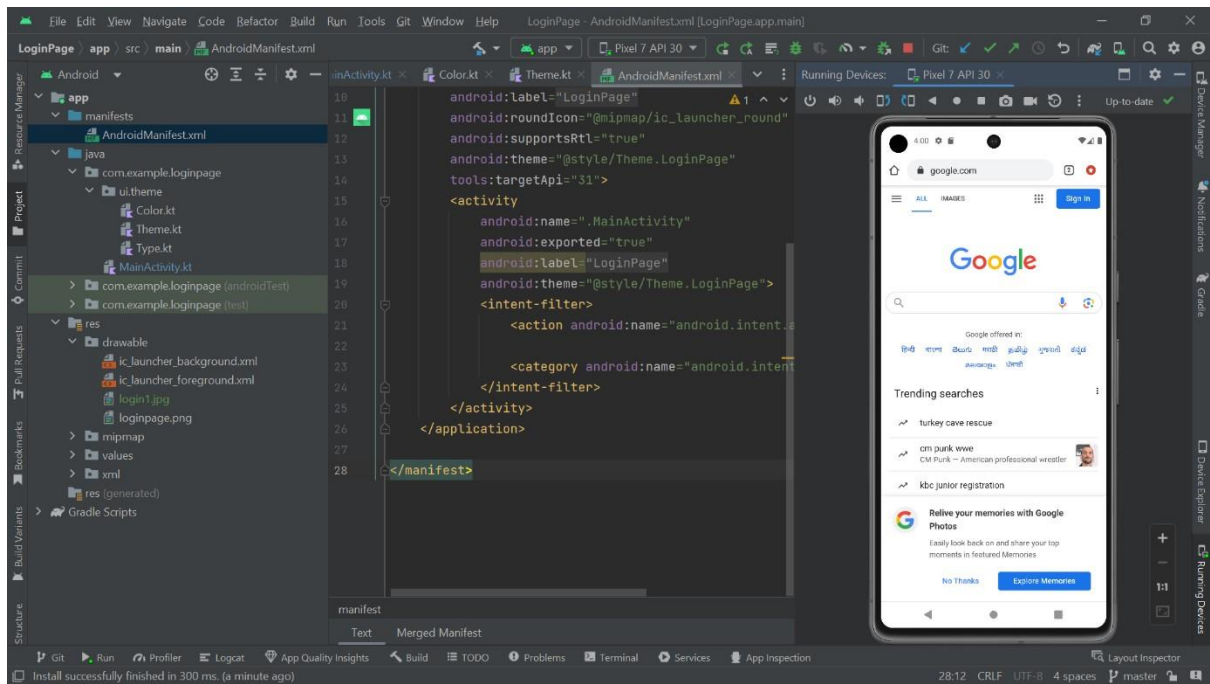 File Edit View Navigate Code Refactor Build Run Tools Git Window Help LoginPage - AndroidManifest.xml [LoginPage.app.main]
LoginPage app src main AndroidManifest.xml
app Pixel 7 API 30 Git:
Android
app
manifests
AndroidManifest.xml
java
com.example.loginpage
ui.theme
Color.kt
Theme.kt
Type.kt
MainActivity.kt
com.example.loginpage (androidTest)
com.example.loginpage (test)
res
drawable
ic_launcher_background.xml
ic_launcher_foreground.xml
login1.jpg
loginpage.png
mipmap
values
xml
res (generated)
Gradle Scripts
Resource Manager
Project
Commit
Pull Requests
Bookmarks
Build Variants
Structure
inActivity.kt Color.kt Theme.kt AndroidManifest.xml
1
10 android:label="LoginPage"
11 android:roundIcon="@mipmap/ic_launcher_round"
12 android:supportsRtl="true"
13 android:theme="@style/Theme.LoginPage"
14 tools:targetApi="31">
15 <activity
16 android:name=".MainActivity"
17 android:exported="true"
18 android:label="LoginPage"
19 android:theme="@style/Theme.LoginPage">
20 <intent-filter>
21 <action android:name="android.intent.a
22
23 <category android:name="android.intent
24 </intent-filter>
25 </activity>
26 </application>
27
28 </manifest>
manifest
Text Merged Manifest
Running Devices: Pixel 7 API 30
Up-to-date
4:00
google.com
ALL IMAGES Sign in
Google
Google offered in:
हिन्दी বাংলা తెలుగు मराठी தமிழ் ગુજરાતી ಕನ್ನಡ
മലയാളം ਪੰਜਾਬੀ
Trending searches
turkey cave rescue
cm punk wwe
CM Punk — American professional wrestler
kbc junior registration
Relive your memories with Google
Photos
Easily look back on and share your top
moments in featured Memories
No Thanks Explore Memories
1:1
Device Manager
Notifications
Gradle
Device Explorer
Running Devices
Git Run Profiler Logcat App Quality Insights Build TODO Problems Terminal Services App Inspection Layout Inspector
Install successfully finished in 300 ms. (a minute ago) 28:12 CRLF UTF-8 4 spaces master